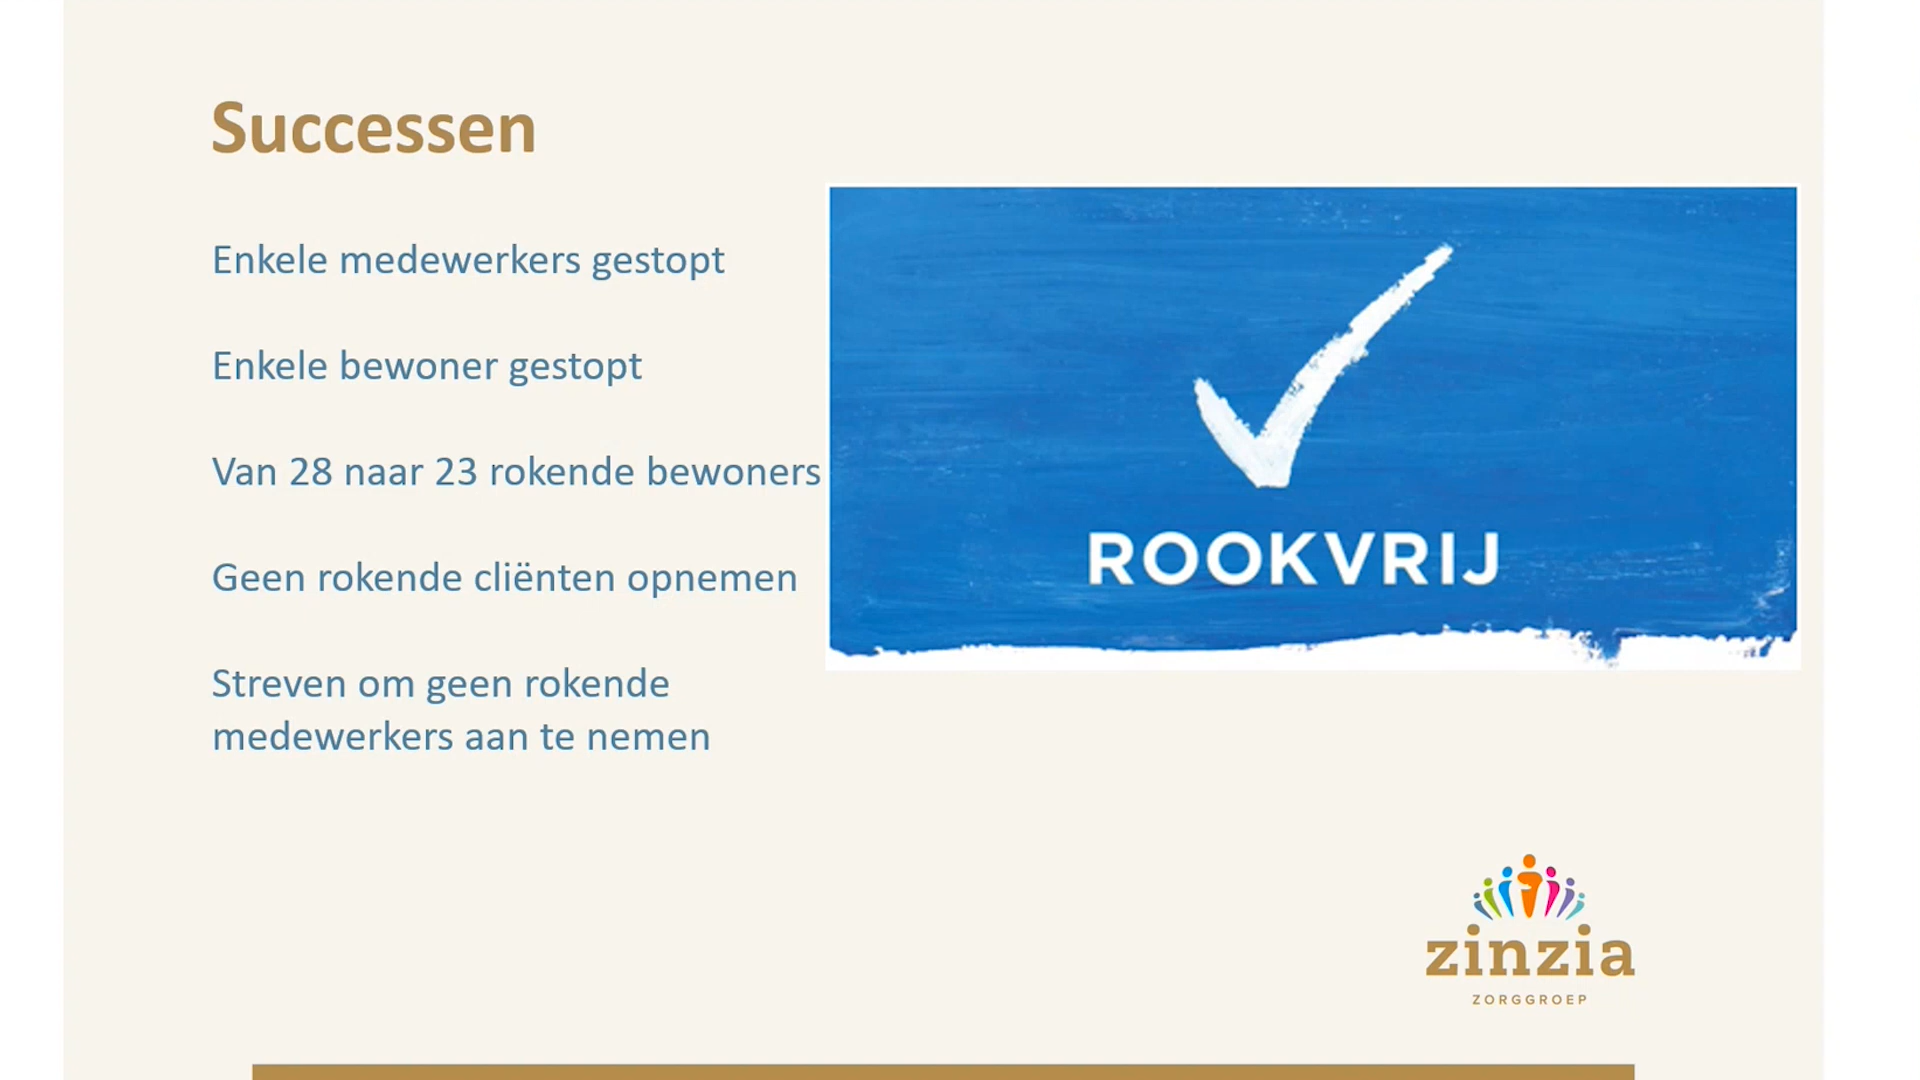 Successen
Enkele medewerkers gestopt
Enkele bewoner gestopt
Van 28 naar 23 rokende bewoners
Geen rokende cliënten opnemen
Streven om geen rokende
medewerkers aan te nemen
ROOKVRIJ
zinzia
ZORGGROEP